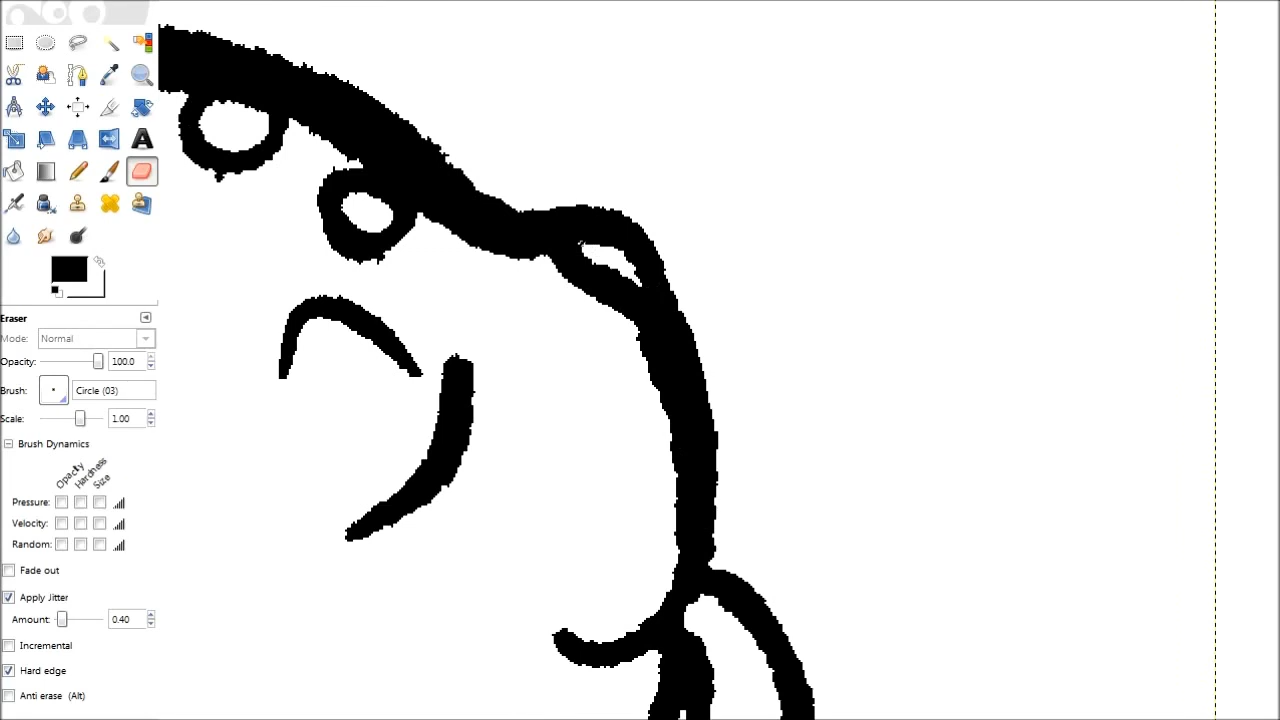 Eraser
Mode: Normal
Opacity: 100.0
Brush: Circle (03)
Scale: 1.00
Brush Dynamics
Opacity Hardness Size
Pressure:
Velocity:
Random:
Fade out
Apply Jitter
Amount: 0.40
Incremental
Hard edge
Anti erase (Alt)